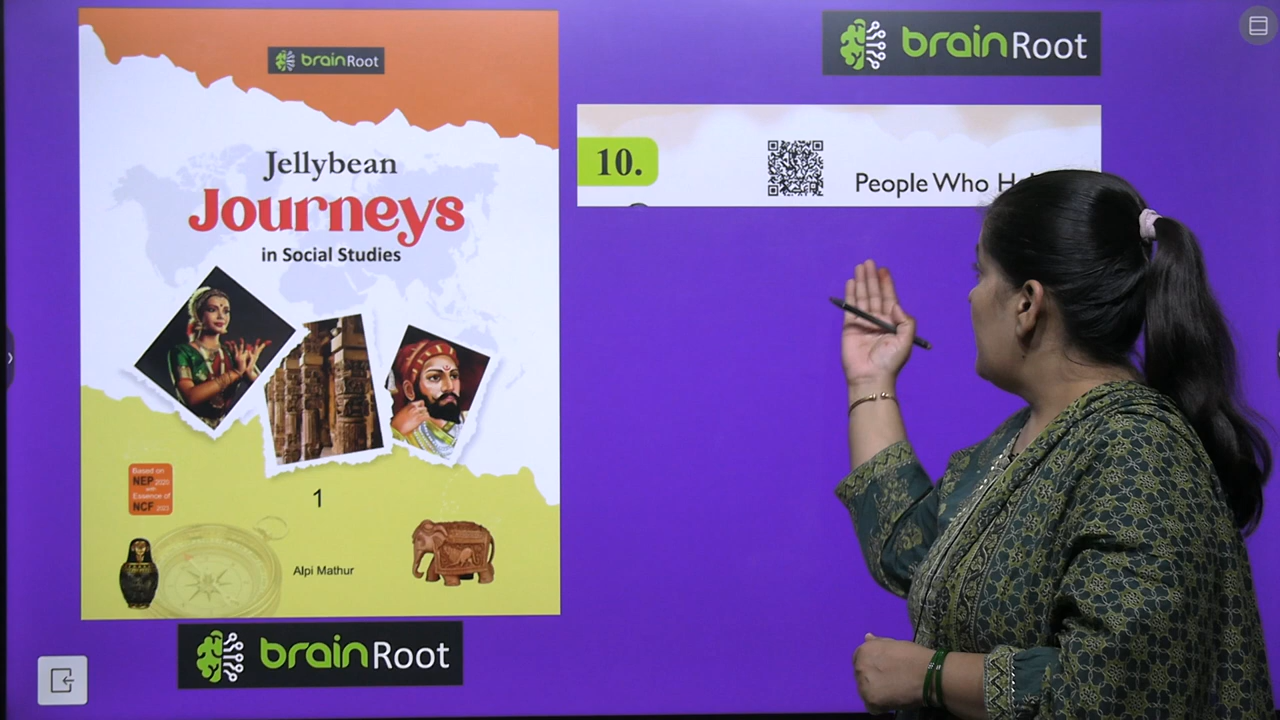 brainRoot
Jellybean
Journeys
in Social Studies
Based on
NEP 2020
with
Essence of
NCF 2023
1
Alpi Mathur
brainRoot
brainRoot
10.
People Who